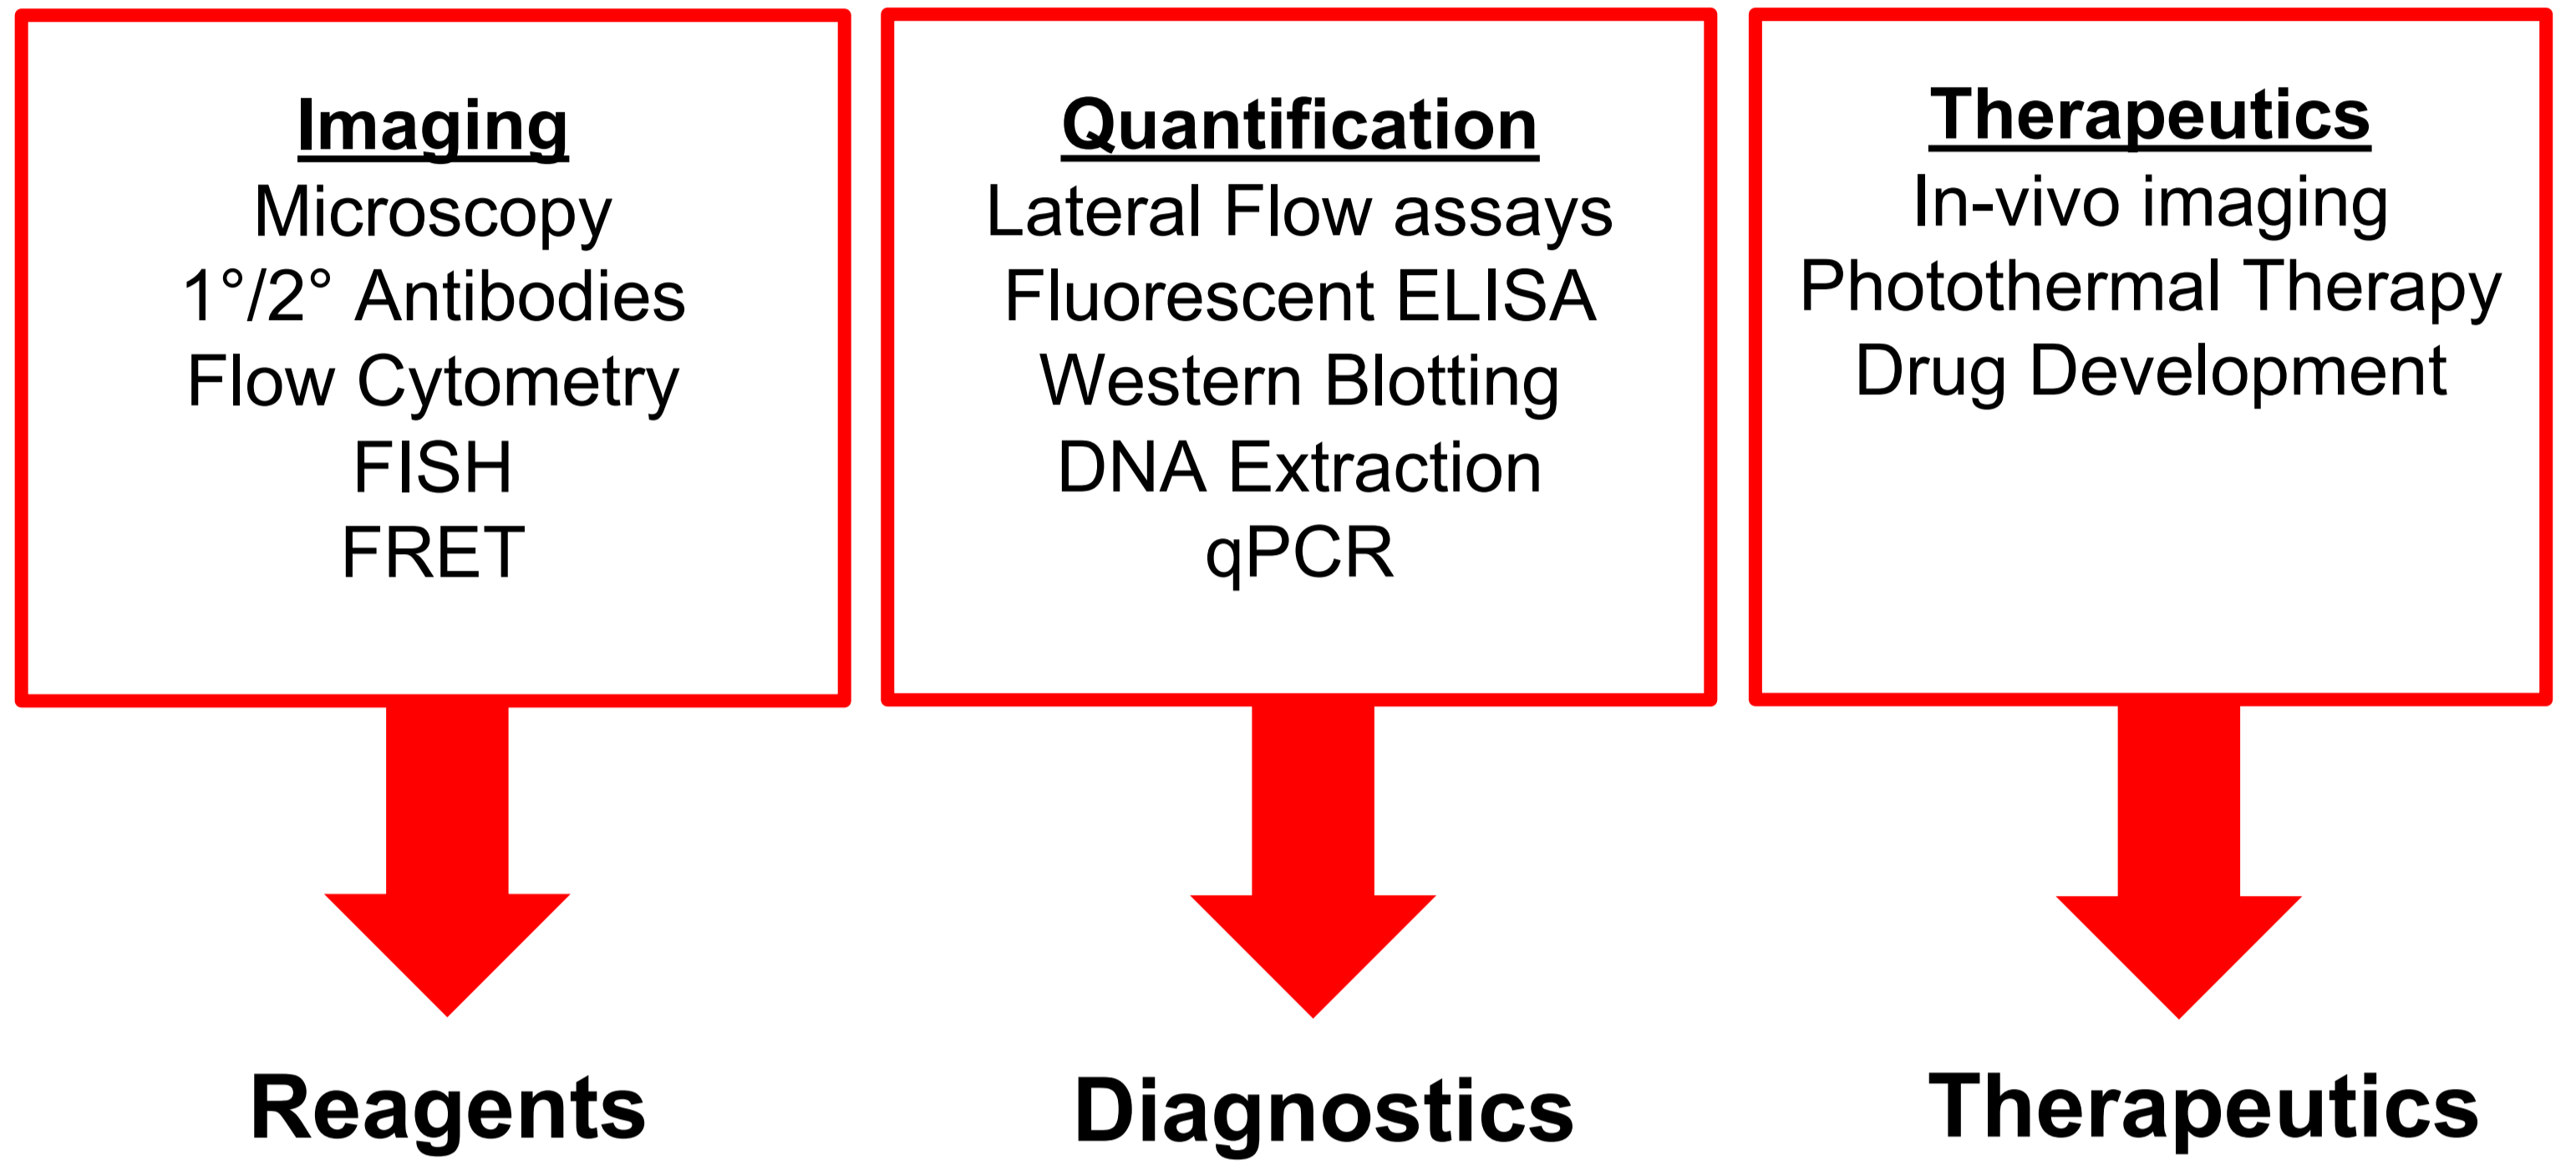 Imaging
Microscopy
1°/2° Antibodies
Flow Cytometry
FISH
FRET
Quantification
Lateral Flow assays
Fluorescent ELISA
Western Blotting
DNA Extraction
qPCR
Therapeutics
In-vivo imaging
Photothermal Therapy
Drug Development
Reagents
Diagnostics
Therapeutics